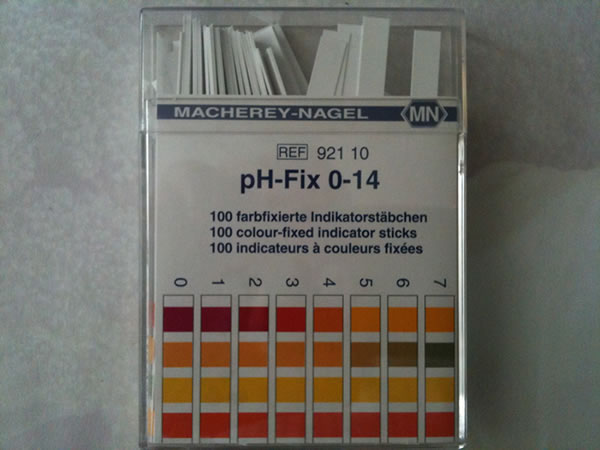 MACHEREY-NAGEL MN
REF 921 10
pH-Fix 0-14
100 farbfixierte Indikatorstäbchen
100 colour-fixed indicator sticks
100 indicateurs à couleurs fixées
0 1 2 3 4 5 6 7